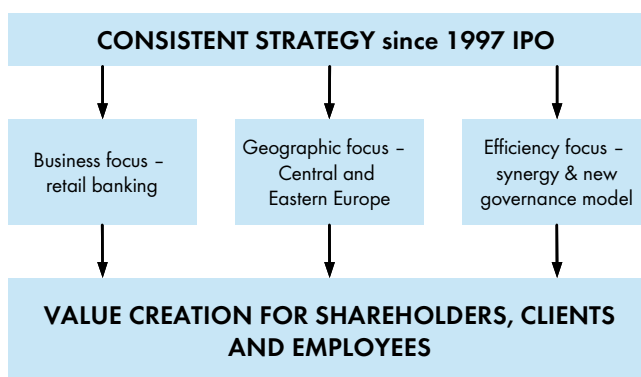 CONSISTENT STRATEGY since 1997 IPO
Business focus –
retail banking
Geographic focus –
Central and
Eastern Europe
Efficiency focus –
synergy & new
governance model
VALUE CREATION FOR SHAREHOLDERS, CLIENTS
AND EMPLOYEES